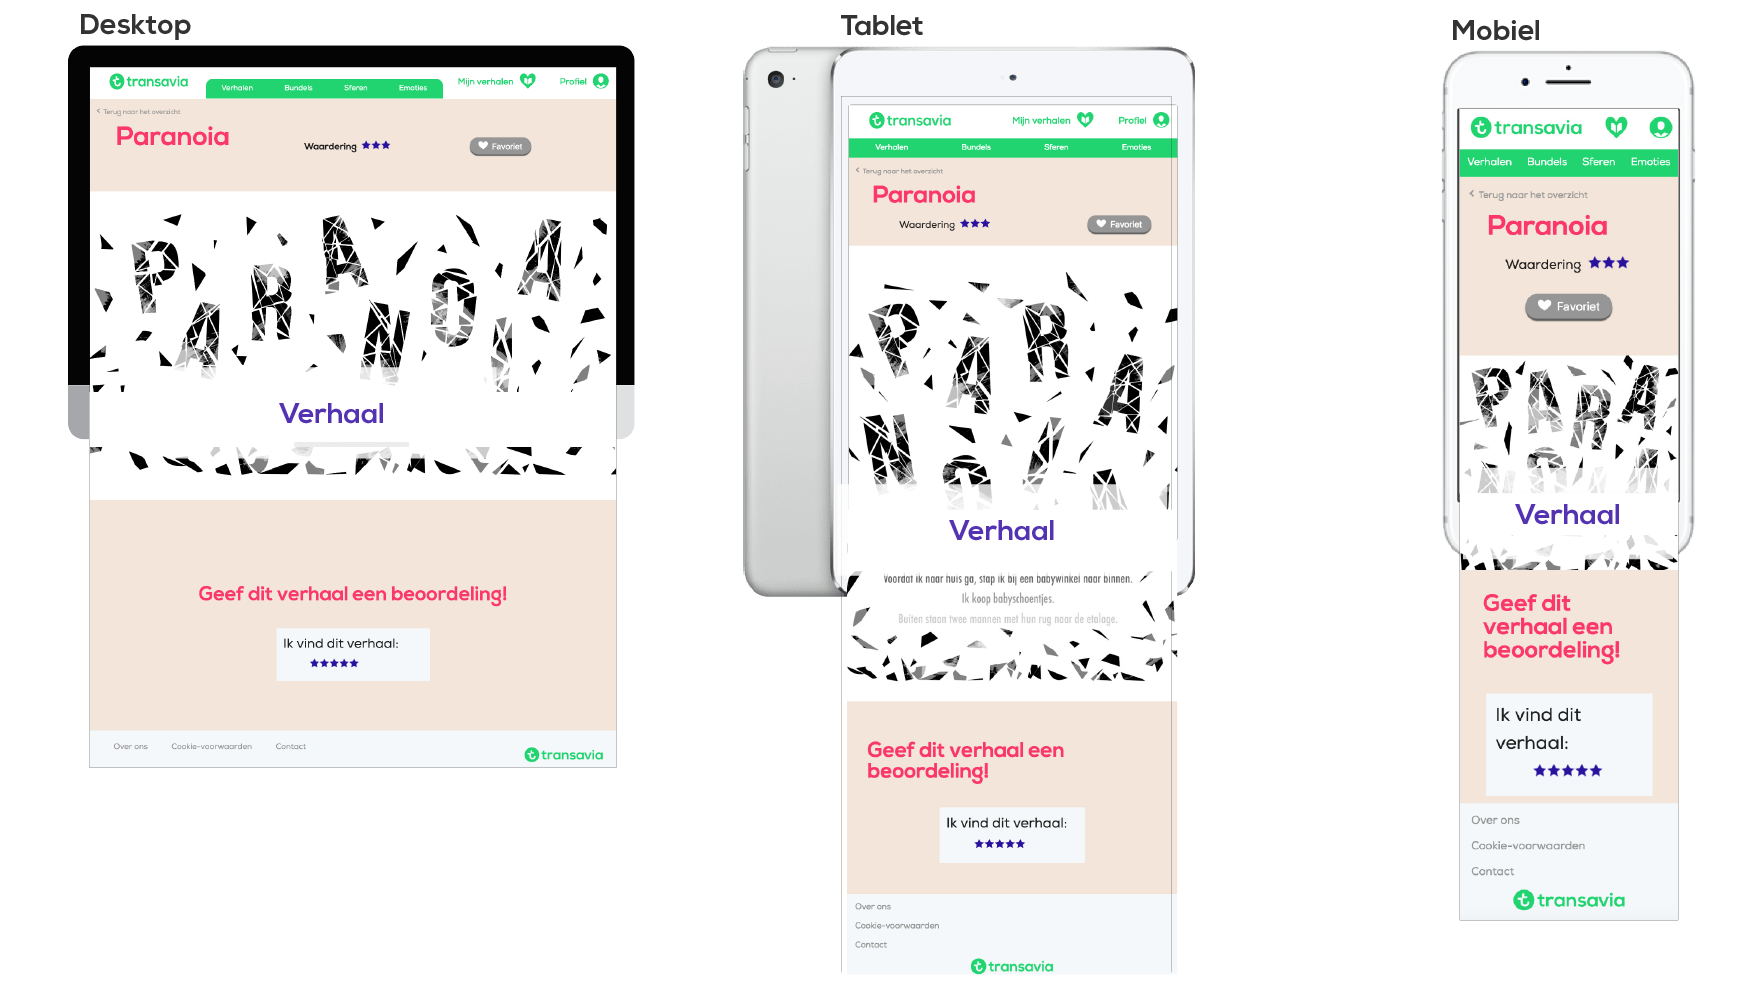 Desktop
transavia
Verhalen Bundels Sferen Emoties
Mijn verhalen
Profiel
< Terug naar het overzicht
Paranoia
Waardering
Favoriet
PARANOIA
Verhaal
Geef dit verhaal een beoordeling!
Ik vind dit verhaal:
Over ons Cookie-voorwaarden Contact
transavia
Tablet
transavia
Mijn verhalen
Profiel
Verhalen Bundels Sferen Emoties
< Terug naar het overzicht
Paranoia
Waardering
Favoriet
PARA
NOIA
Verhaal
Voordat ik naar huis ga, stap ik bij een babywinkel naar binnen.
Ik koop babyschoentjes.
Buiten staan twee mannen met hun rug naar de etalage.
Geef dit verhaal een
beoordeling!
Ik vind dit verhaal:
Over ons
Cookie-voorwaarden
Contact
transavia
Mobiel
transavia
Verhalen Bundels Sferen Emoties
< Terug naar het overzicht
Paranoia
Waardering
Favoriet
PARA
NOIA
Verhaal
Geef dit
verhaal een
beoordeling!
Ik vind dit
verhaal:
Over ons
Cookie-voorwaarden
Contact
transavia